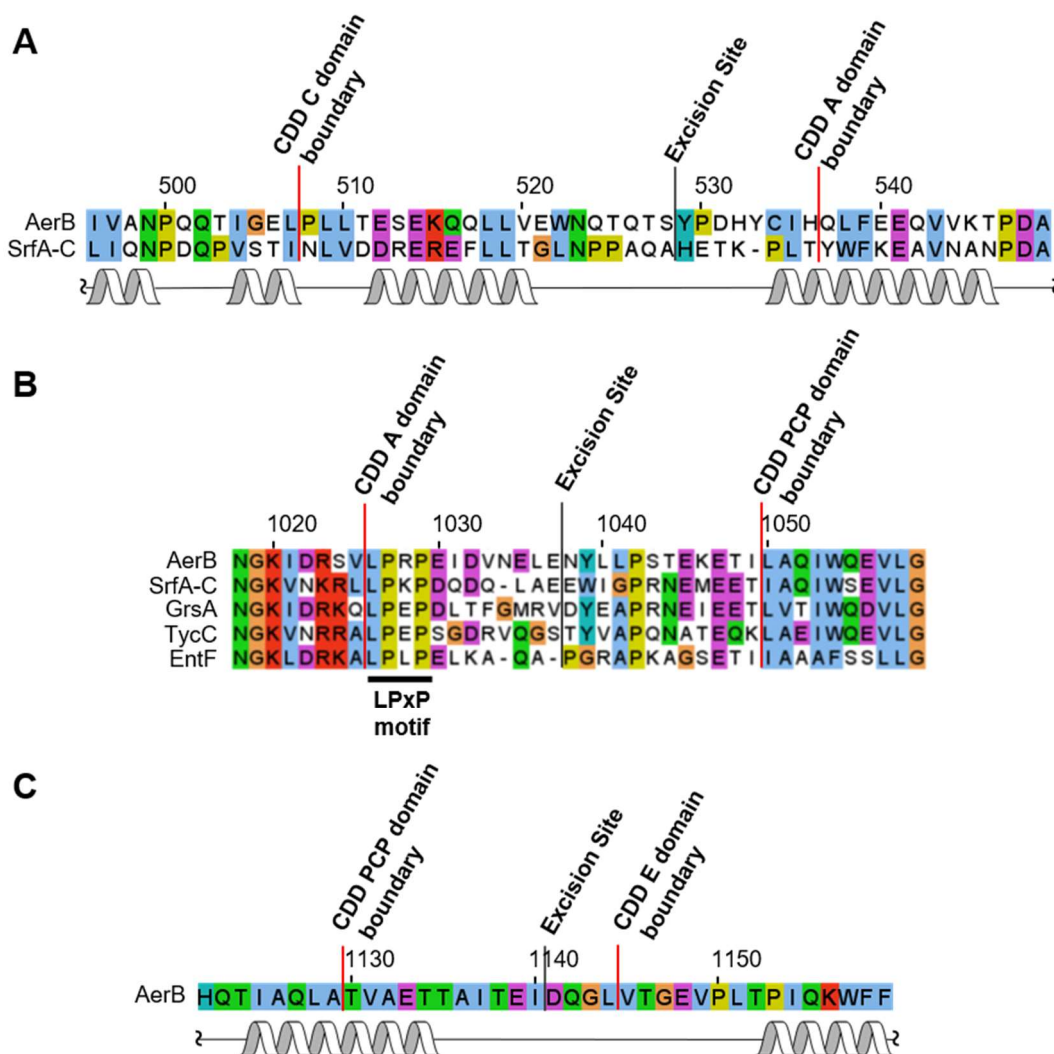 A
CDD C domain
boundary
Excision Site
CDD A domain
boundary
500 510 520 530 540
AerB IVANPQQTIGELPLLTESEKQQLLVEWNQTQTSYPDHYCIHQLFEEQVVKTPDA
SrfA-C LIQNPDQPVSTINLVDDREREFLLTGLNPPAQAHETK-PLTYWFKEAVNANPDA
B
CDD A domain
boundary
Excision Site
CDD PCP domain
boundary
1020 1030 1040 1050
AerB NGKIDRSVLPRPEIDVNELENYLLPSTEKETILAQIWQEVLG
SrfA-C NGKVNKRLLPKPDQDQ-LAEEWIGPRNEMEETIAQIWSEVLG
GrsA NGKIDRKQLPEPDLTFGMRVDYEAPRNEIEETLVTIWQDVLG
TycC NGKVNRRALPEPSGDRVQGSTYVAPQNATEQKLAEIWQEVLG
EntF NGKLDRKALPLPELKA-QA-PGRAPKAGSETIIAAAFSSLLG
LPxP
motif
C
CDD PCP domain
boundary
Excision Site
CDD E domain
boundary
1130 1140 1150
AerB HQTIAQLATVAETTAITEIDQGLVTGEVPLTPIQKWFF